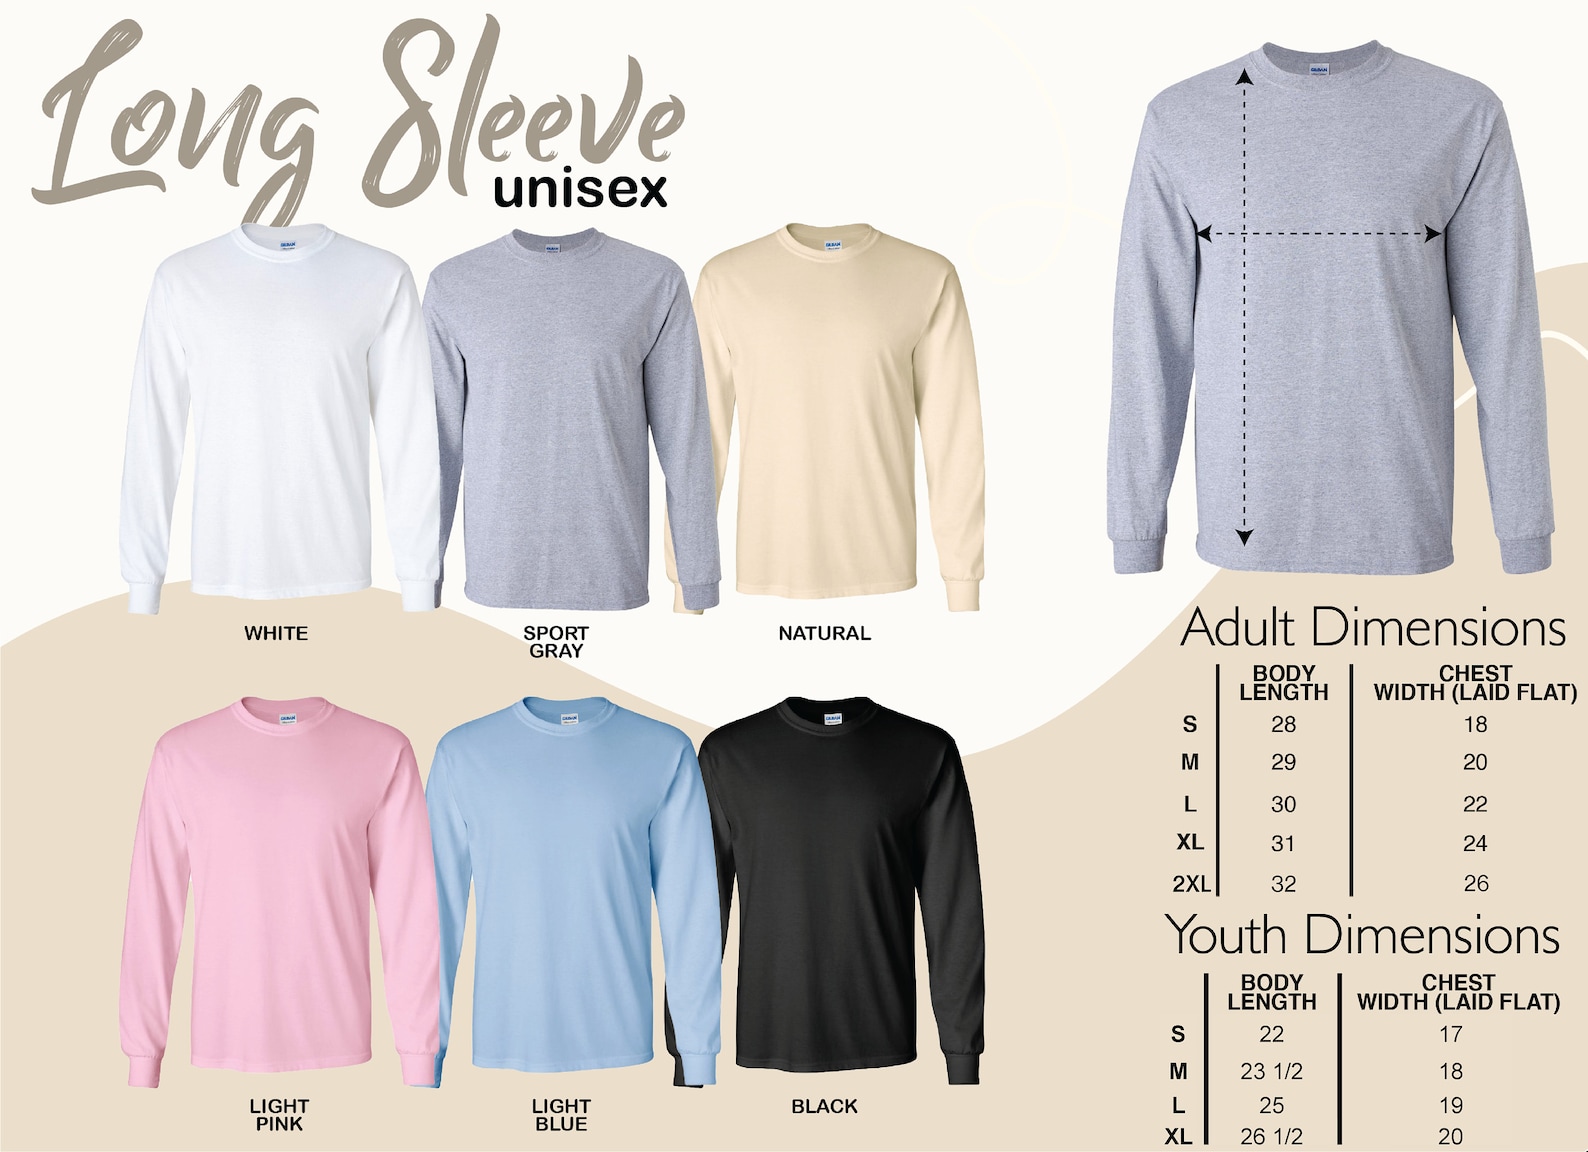 Long Sleeve
unisex
WHITE
SPORT
GRAY
NATURAL
LIGHT
PINK
LIGHT
BLUE
BLACK
GILDAN
Adult Dimensions
BODY LENGTH CHEST WIDTH (LAID FLAT)
S 28 18
M 29 20
L 30 22
XL 31 24
2XL 32 26
Youth Dimensions
BODY LENGTH CHEST WIDTH (LAID FLAT)
S 22 17
M 23 1/2 18
L 25 19
XL 26 1/2 20